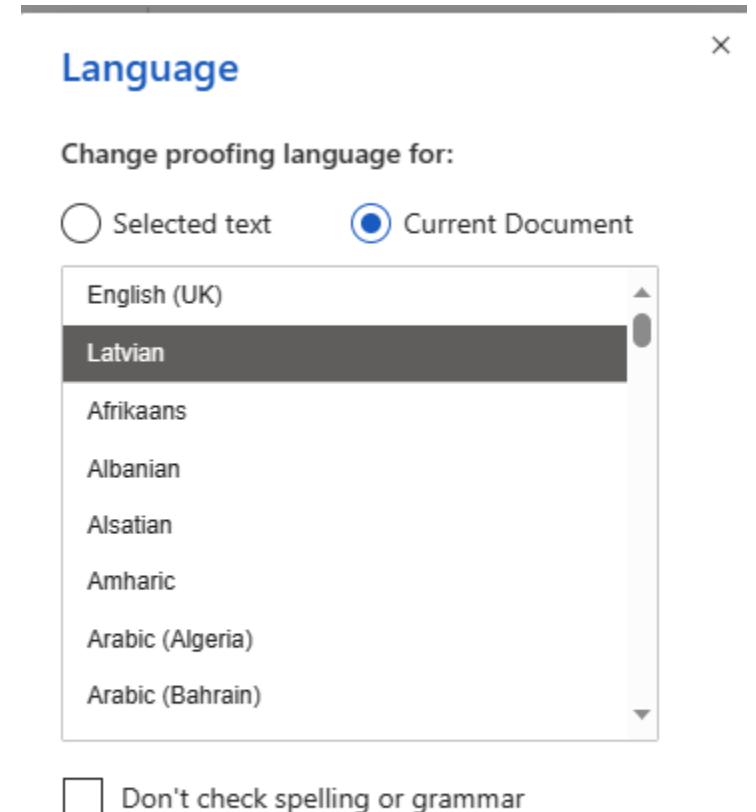 Language
Change proofing language for:
Selected text Current Document
English (UK)
Latvian
Afrikaans
Albanian
Alsatian
Amharic
Arabic (Algeria)
Arabic (Bahrain)
Don't check spelling or grammar